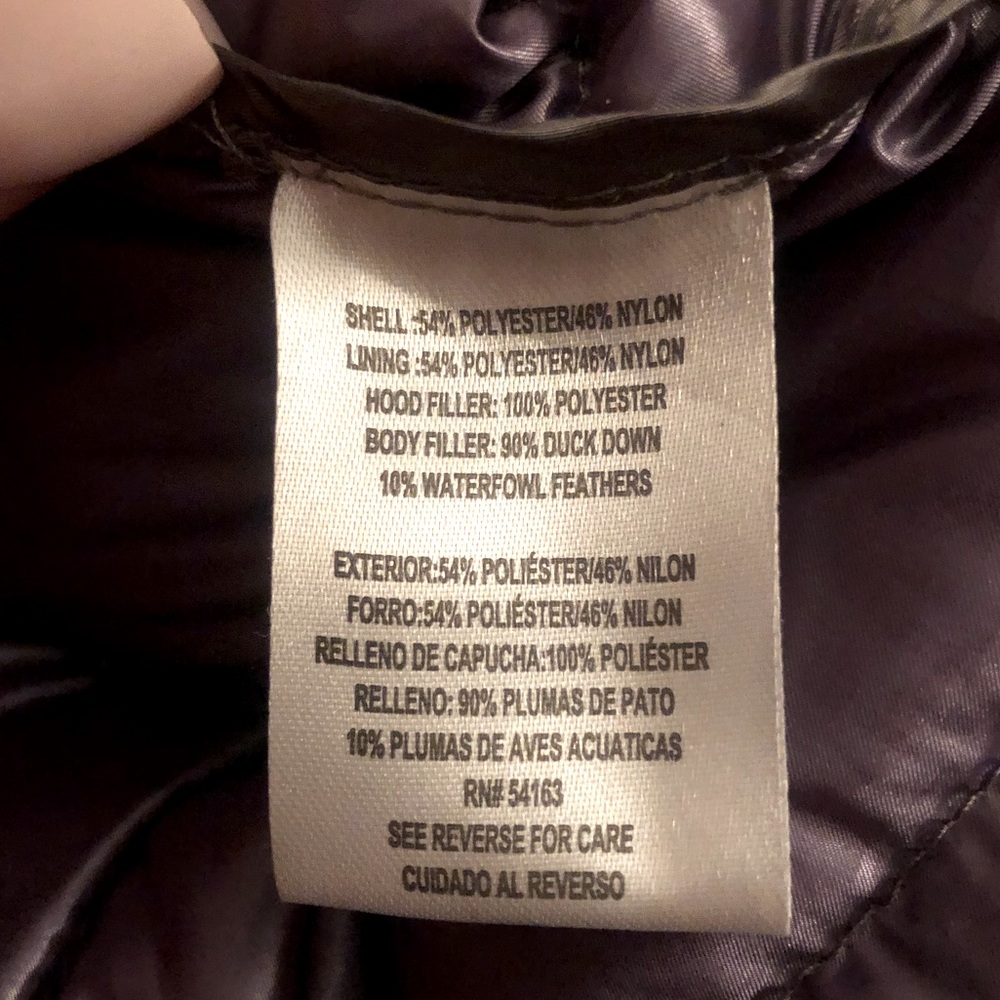 SHELL :54% POLYESTER/46% NYLON
LINING :54% POLYESTER/46% NYLON
HOOD FILLER: 100% POLYESTER
BODY FILLER: 90% DUCK DOWN
10% WATERFOWL FEATHERS
EXTERIOR:54% POLIÉSTER/46% NILON
FORRO:54% POLIÉSTER/46% NILON
RELLENO DE CAPUCHA:100% POLIÉSTER
RELLENO: 90% PLUMAS DE PATO
10% PLUMAS DE AVES ACUATICAS
RN# 54163
SEE REVERSE FOR CARE
CUIDADO AL REVERSO